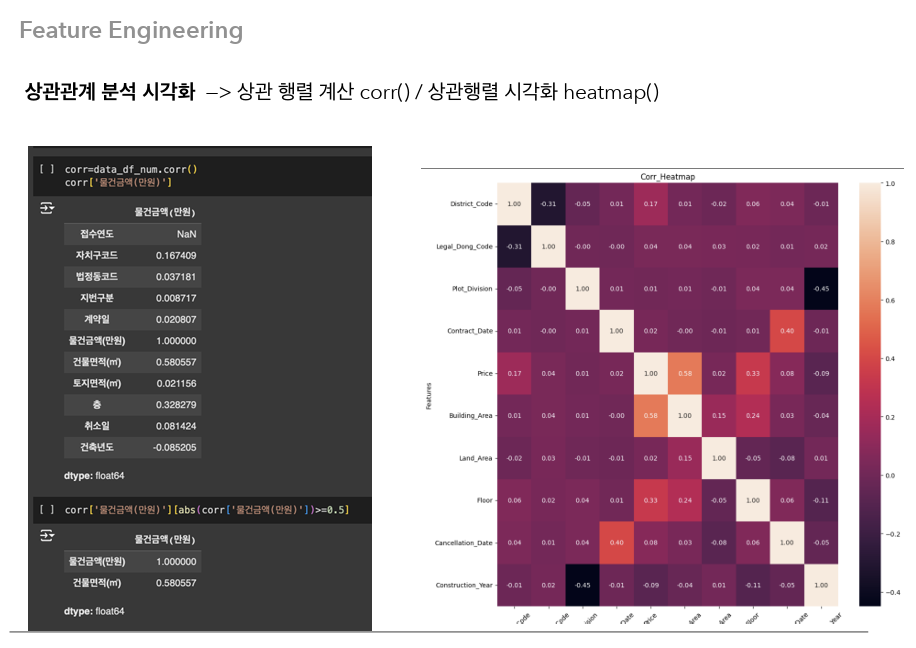 Feature Engineering
상관관계 분석 시각화 —> 상관 행렬 계산 corr() / 상관행렬 시각화 heatmap()
[ ] corr=data_df_num.corr()
corr['물건금액(만원)']
물건금액(만원)
접수연도 NaN
자치구코드 0.167409
법정동코드 0.037181
지번구분 0.008717
계약일 0.020807
물건금액(만원) 1.000000
건물면적(㎡) 0.580557
토지면적(㎡) 0.021156
층 0.328279
취소일 0.081424
건축년도 -0.085205
dtype: float64
[ ] corr['물건금액(만원)'][abs(corr['물건금액(만원)'])>=0.5]
물건금액(만원)
물건금액(만원) 1.000000
건물면적(㎡) 0.580557
dtype: float64
Corr_Heatmap
Features
District_Code 1.00 -0.31 -0.05 0.01 0.17 0.01 -0.02 0.06 0.04 -0.01
Legal_Dong_Code -0.31 1.00 -0.00 -0.00 0.04 0.04 0.03 0.02 0.01 0.02
Plot_Division -0.05 -0.00 1.00 0.01 0.01 0.01 -0.01 0.04 0.01 -0.45
Contract_Date 0.01 -0.00 0.01 1.00 0.02 -0.00 -0.01 0.01 0.40 -0.01
Price 0.17 0.04 0.01 0.02 1.00 0.58 0.02 0.33 0.08 -0.09
Building_Area 0.01 0.04 0.01 -0.00 0.58 1.00 0.15 0.24 0.03 -0.04
Land_Area -0.02 0.03 -0.01 -0.01 0.02 0.15 1.00 -0.05 -0.08 0.01
Floor 0.06 0.02 0.04 0.01 0.33 0.24 -0.05 1.00 0.06 -0.11
Cancellation_Date 0.04 0.01 0.01 0.40 0.08 0.03 -0.08 0.06 1.00 -0.05
Construction_Year -0.01 0.02 -0.45 -0.01 -0.09 -0.04 0.01 -0.11 -0.05 1.00
1.0
0.8
0.6
0.4
0.2
0.0
-0.2
-0.4